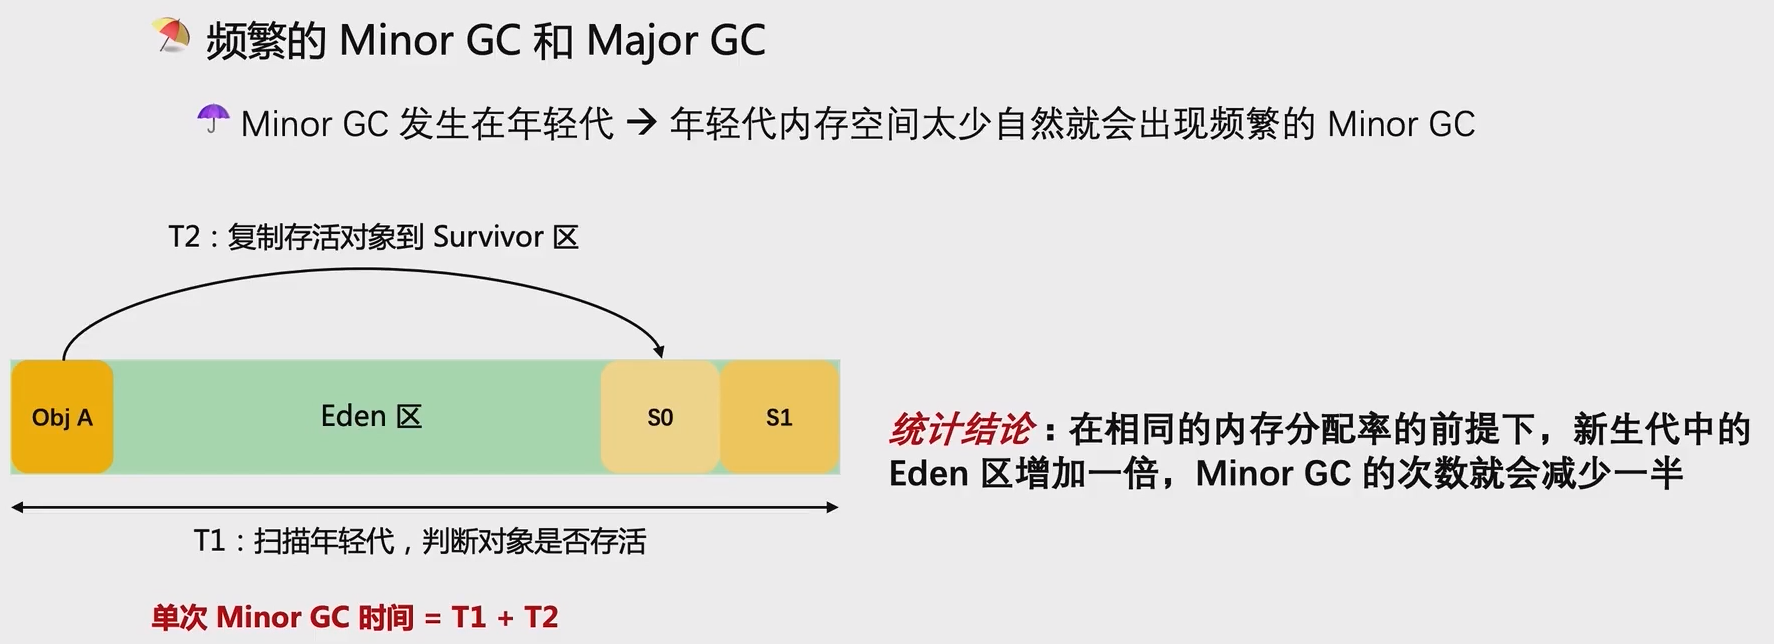 频繁的 Minor GC 和 Major GC
Minor GC 发生在年轻代 → 年轻代内存空间太少自然就会出现频繁的 Minor GC
T2：复制存活对象到 Survivor 区
Obj A
Eden 区
S0
S1
T1：扫描年轻代，判断对象是否存活
单次 Minor GC 时间 = T1 + T2
统计结论：在相同的内存分配率的前提下，新生代中的
Eden 区增加一倍，Minor GC 的次数就会减少一半